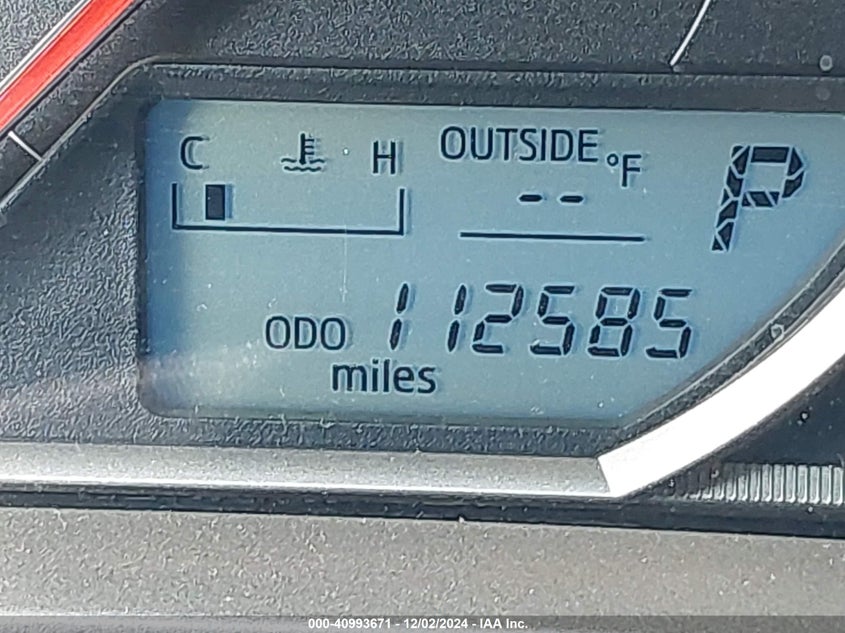 C H OUTSIDE °F
-- P
ODO 112585
miles
000-40993671 - 12/02/2024 - IAA Inc.